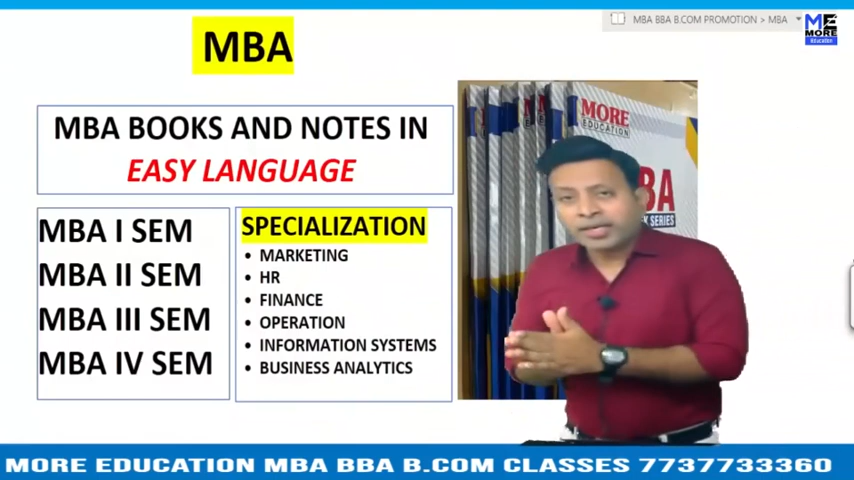 MBA BBA B.COM PROMOTION > MBA
ME
MORE
Education
MBA
MBA BOOKS AND NOTES IN
EASY LANGUAGE
MBA I SEM
MBA II SEM
MBA III SEM
MBA IV SEM
SPECIALIZATION
• MARKETING
• HR
• FINANCE
• OPERATION
• INFORMATION SYSTEMS
• BUSINESS ANALYTICS
MORE
EDUCATION
BA
SERIES
MORE EDUCATION MBA BBA B.COM CLASSES 7737733360